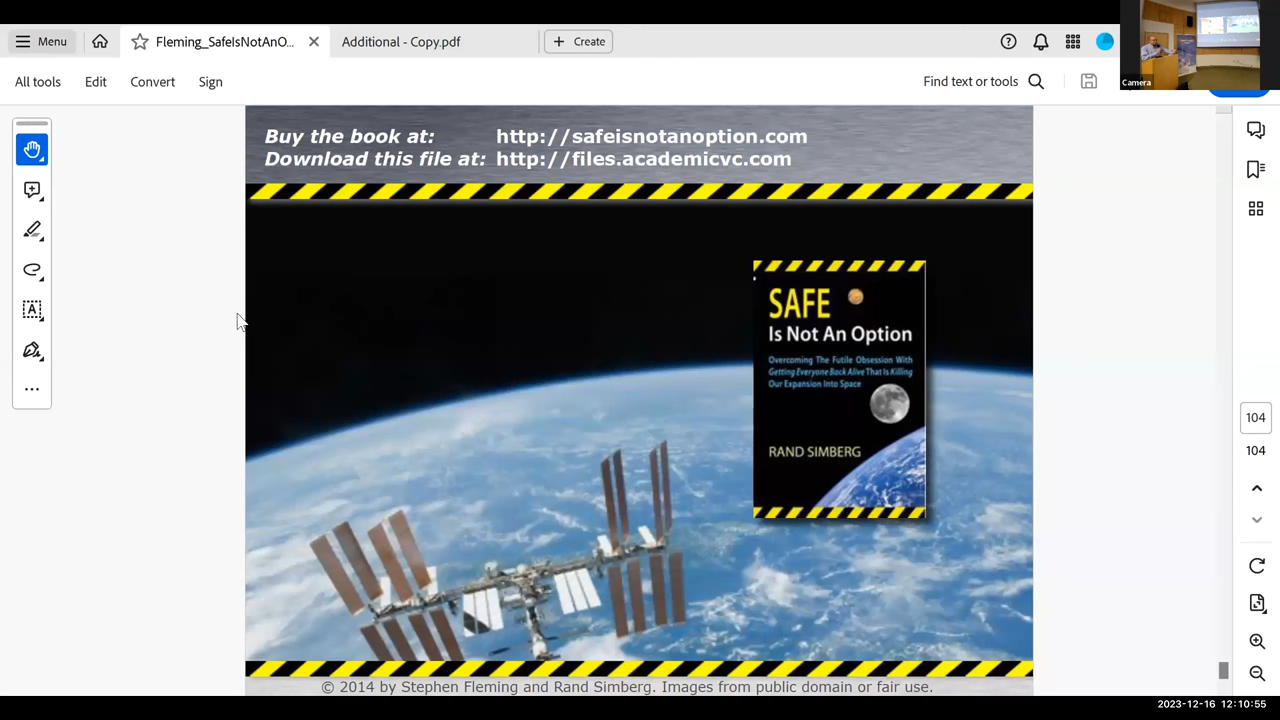 Menu
Fleming_SafeIsNotAnO...
Additional - Copy.pdf
Create
All tools
Edit
Convert
Sign
Find text or tools
Camera
Buy the book at: http://safeisnotanoption.com
Download this file at: http://files.academicvc.com
SAFE
Is Not An Option
Overcoming The Futile Obsession With
Getting Everyone Back Alive That Is Killing
Our Expansion Into Space
RAND SIMBERG
104
104
© 2014 by Stephen Fleming and Rand Simberg. Images from public domain or fair use.
2023-12-16 12:10:55